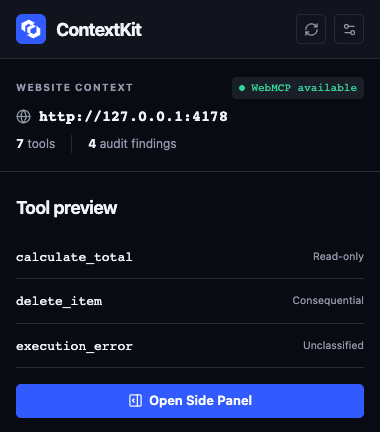 ContextKit
WEBSITE CONTEXT
WebMCP available
http://127.0.0.1:4178
7 tools
4 audit findings
Tool preview
calculate_total
Read-only
delete_item
Consequential
execution_error
Unclassified
Open Side Panel